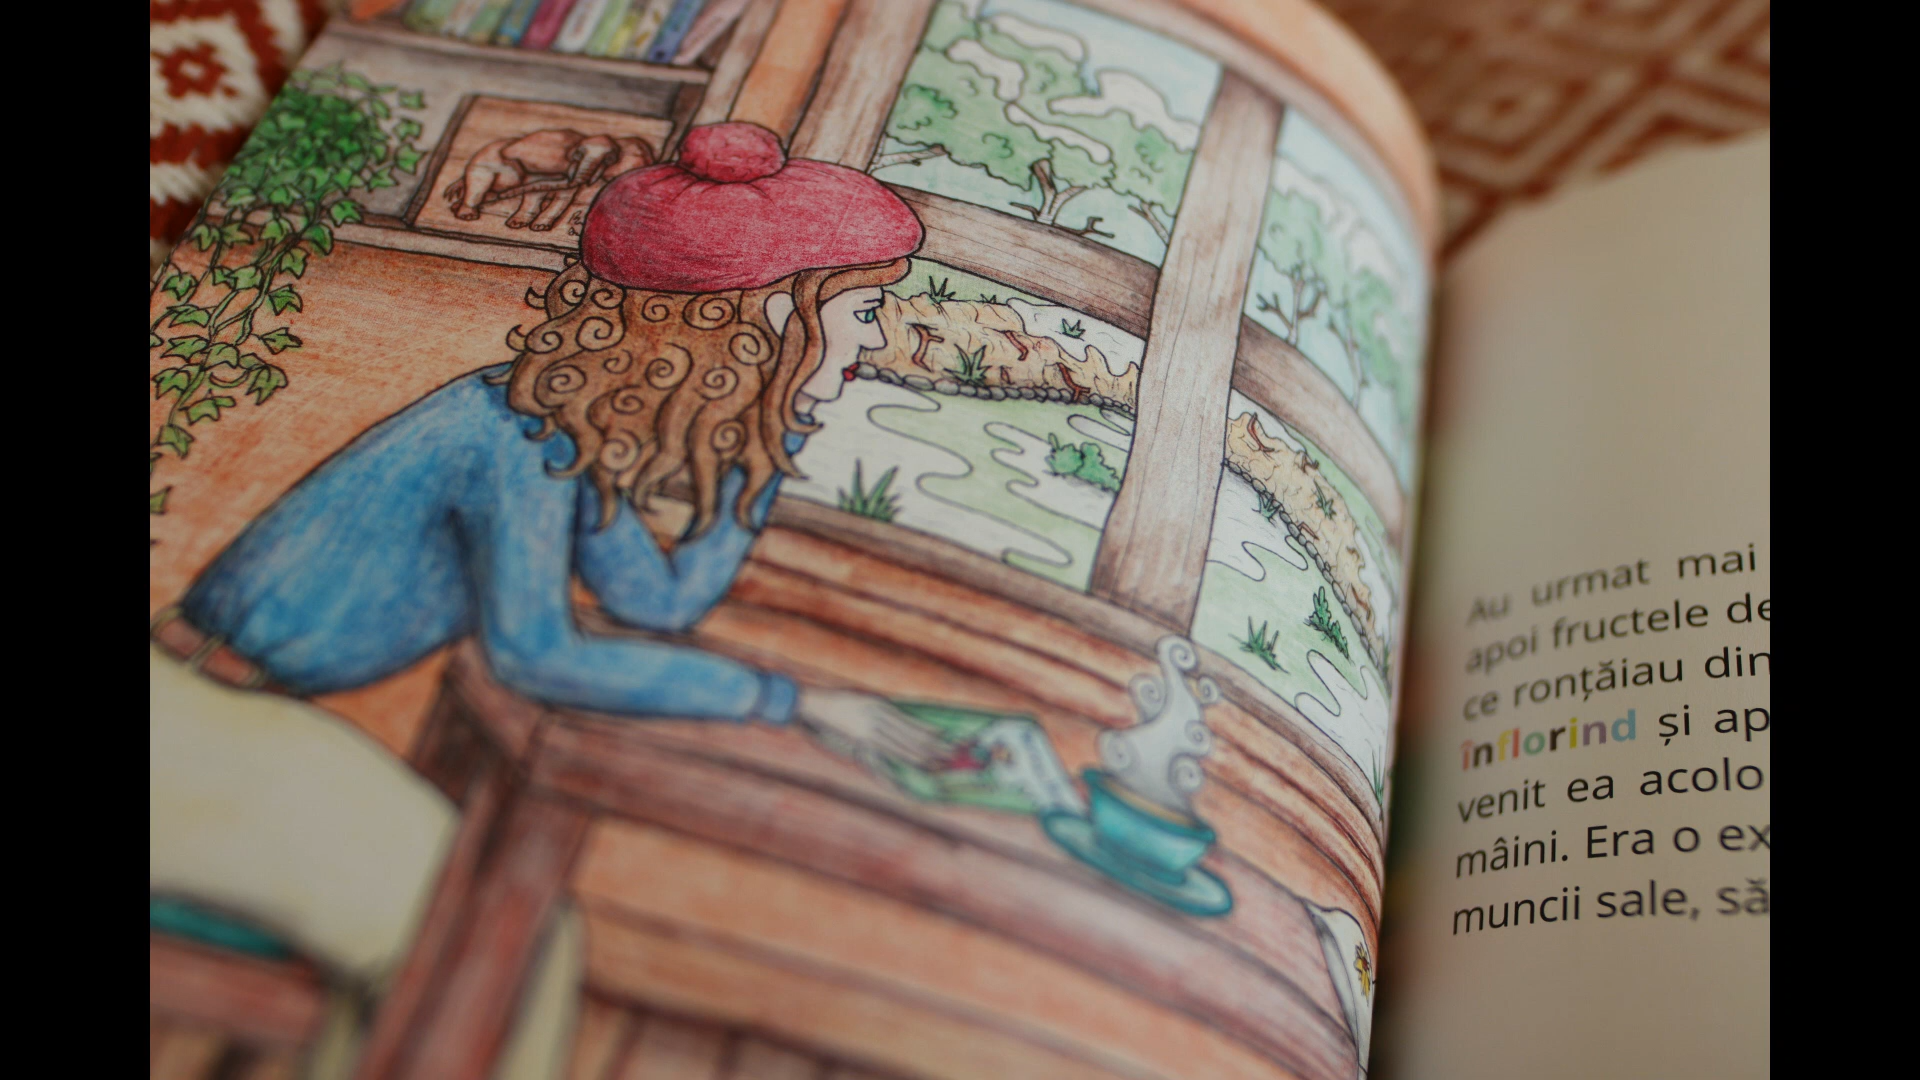 Au urmat mai
apoi fructele de
ce ronțăiau din
înflorind și ap
venit ea acolo
mâini. Era o ex
muncii sale, să